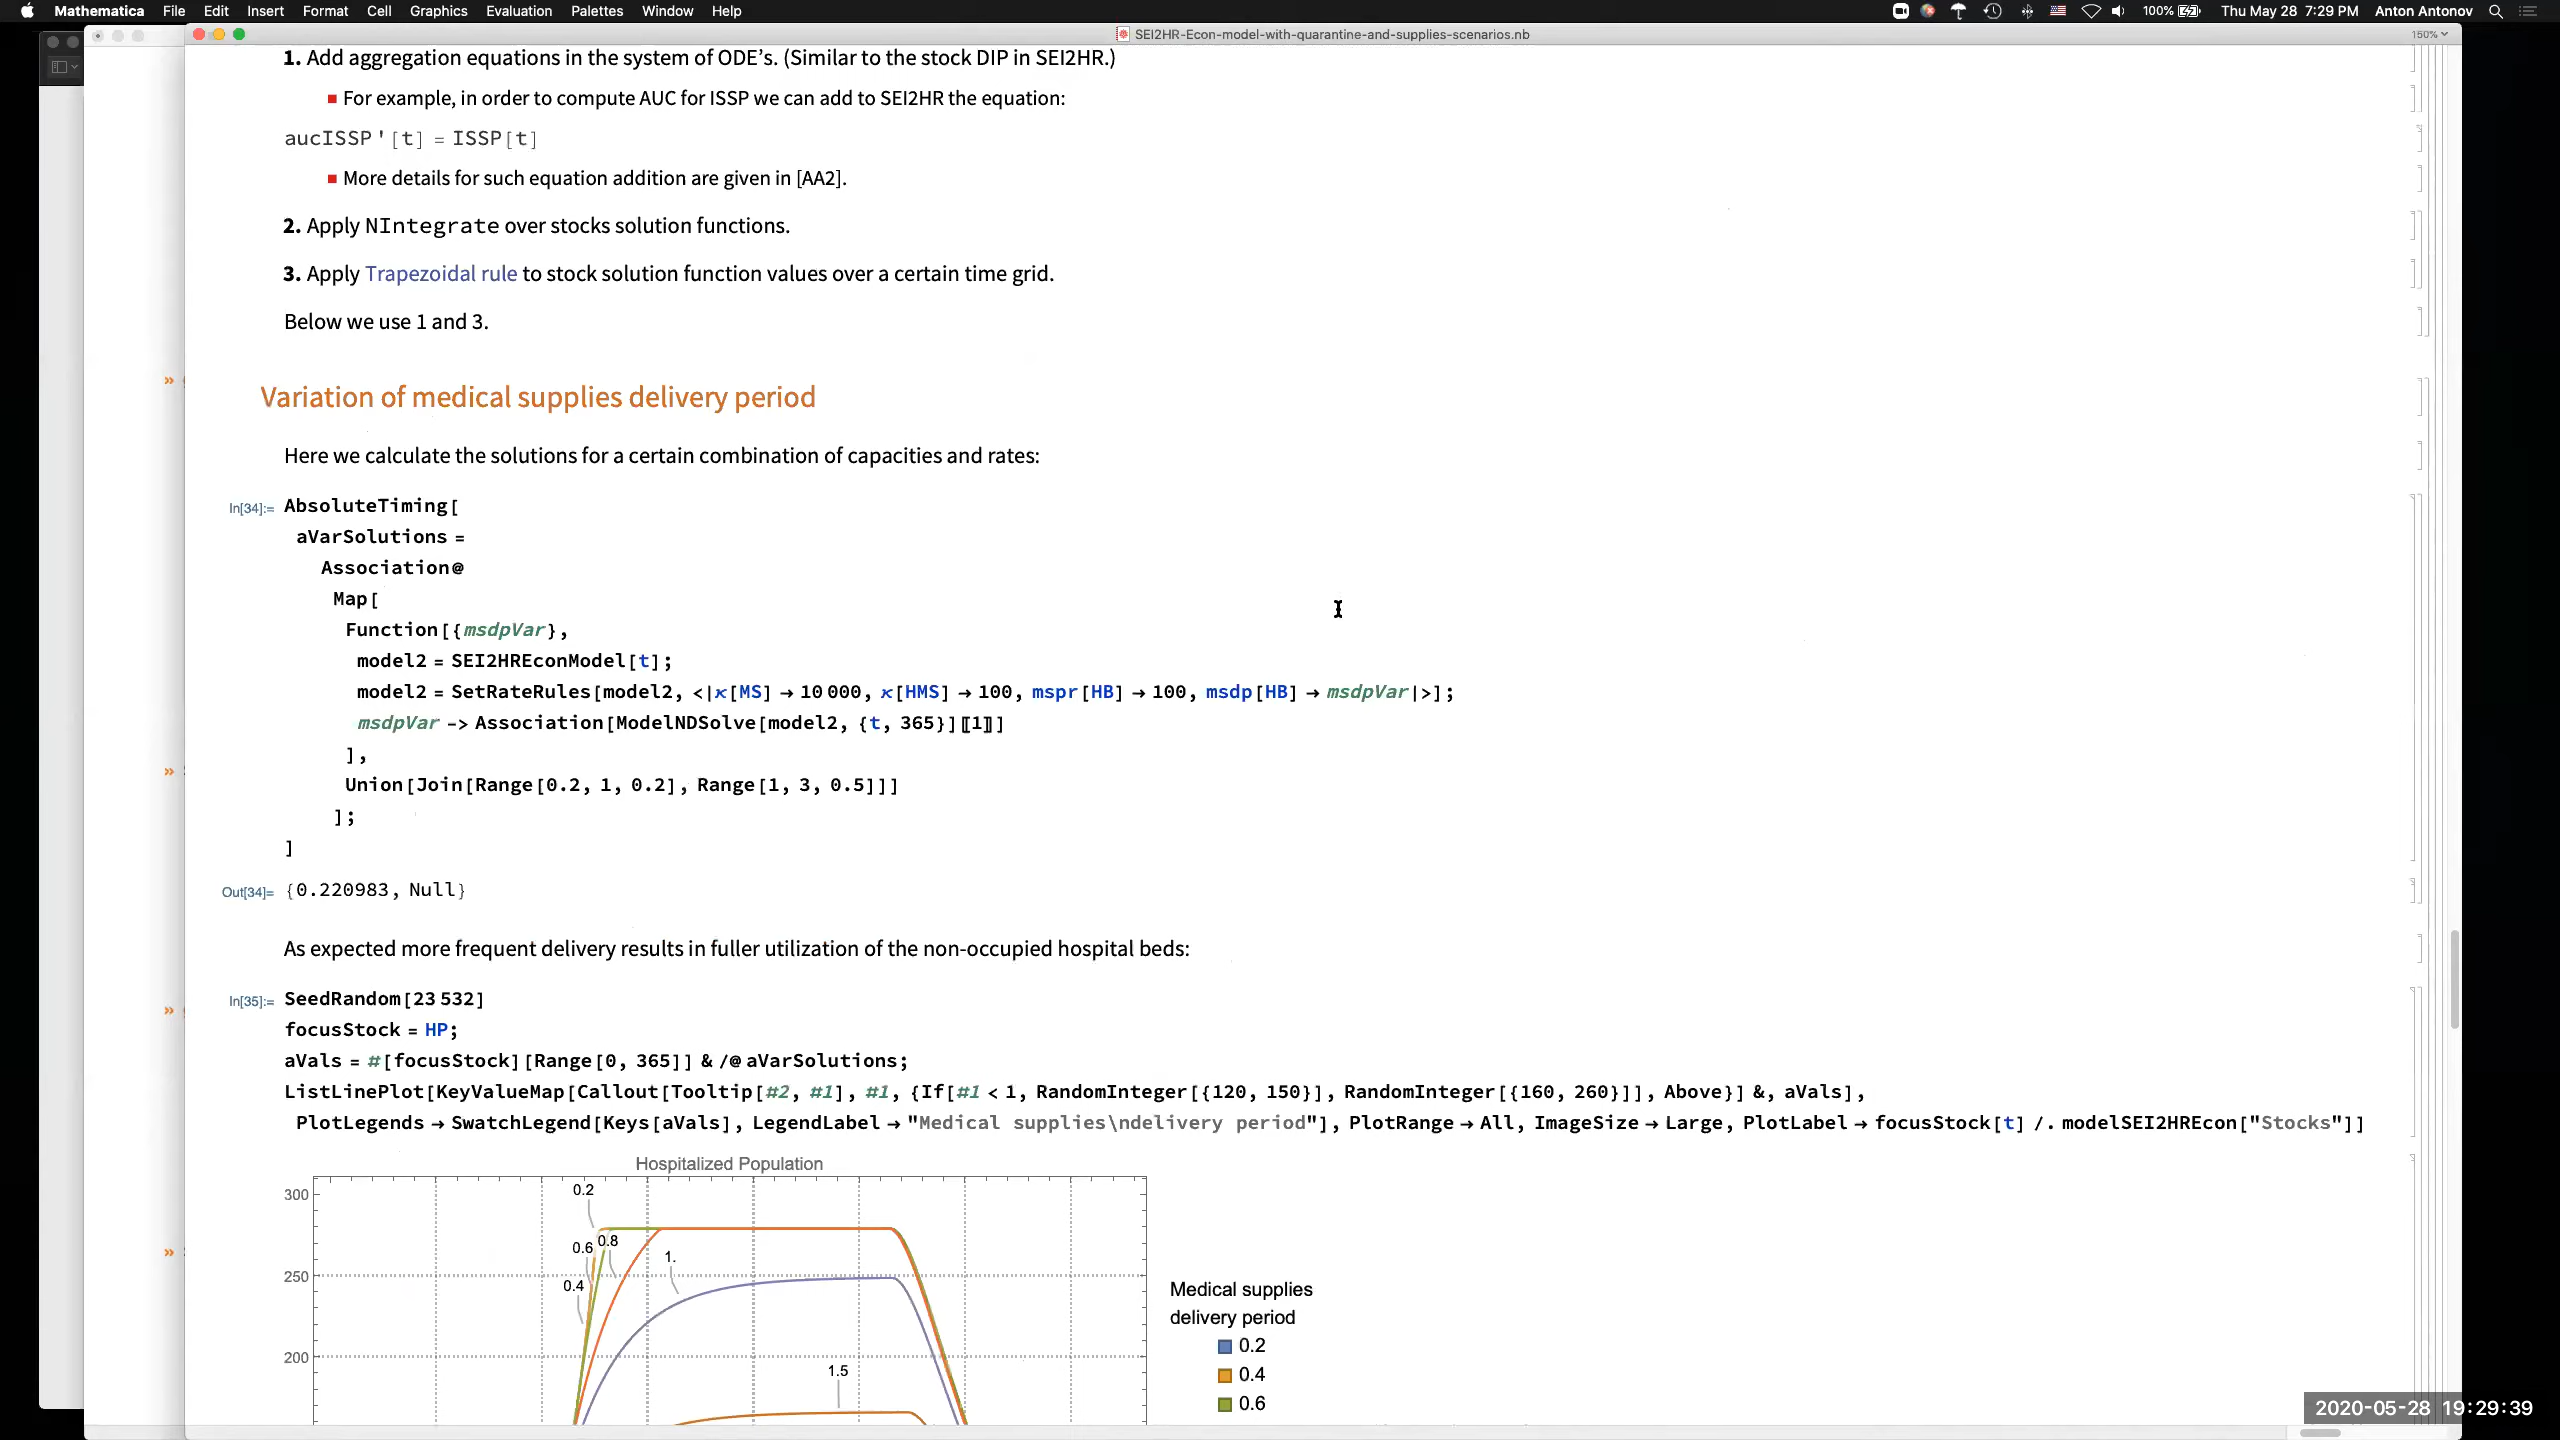 Mathematica File Edit Insert Format Cell Graphics Evaluation Palettes Window Help 100% Thu May 28 7:29 PM Anton Antonov
SEI2HR-Econ-model-with-quarantine-and-supplies-scenarios.nb 150%
1. Add aggregation equations in the system of ODE's. (Similar to the stock DIP in SEI2HR.)
■ For example, in order to compute AUC for ISSP we can add to SEI2HR the equation:
aucISSP'[t] = ISSP[t]
■ More details for such equation addition are given in [AA2].
2. Apply NIntegrate over stocks solution functions.
3. Apply Trapezoidal rule to stock solution function values over a certain time grid.
Below we use 1 and 3.
Variation of medical supplies delivery period
Here we calculate the solutions for a certain combination of capacities and rates:
In[34]:= AbsoluteTiming[
aVarSolutions =
Association@
Map[
Function[{msdpVar},
model2 = SEI2HREconModel[t];
model2 = SetRateRules[model2, <|κ[MS] → 10 000, κ[HMS] → 100, mspr[HB] → 100, msdp[HB] → msdpVar|>];
msdpVar -> Association[ModelNDSolve[model2, {t, 365}]〚1〛]
],
Union[Join[Range[0.2, 1, 0.2], Range[1, 3, 0.5]]]
];
]
Out[34]= {0.220983, Null}
As expected more frequent delivery results in fuller utilization of the non-occupied hospital beds:
In[35]:= SeedRandom[23 532]
focusStock = HP;
aVals = #[focusStock][Range[0, 365]] & /@ aVarSolutions;
ListLinePlot[KeyValueMap[Callout[Tooltip[#2, #1], #1, {If[#1 < 1, RandomInteger[{120, 150}], RandomInteger[{160, 260}]], Above}] &, aVals],
PlotLegends → SwatchLegend[Keys[aVals], LegendLabel → "Medical supplies\ndelivery period"], PlotRange → All, ImageSize → Large, PlotLabel → focusStock[t] /. modelSEI2HREcon["Stocks"]]
Hospitalized Population
300
0.2
0.6 0.8
1.
250
0.4
200
1.5
Medical supplies
delivery period
0.2
0.4
0.6
2020-05-28 19:29:39